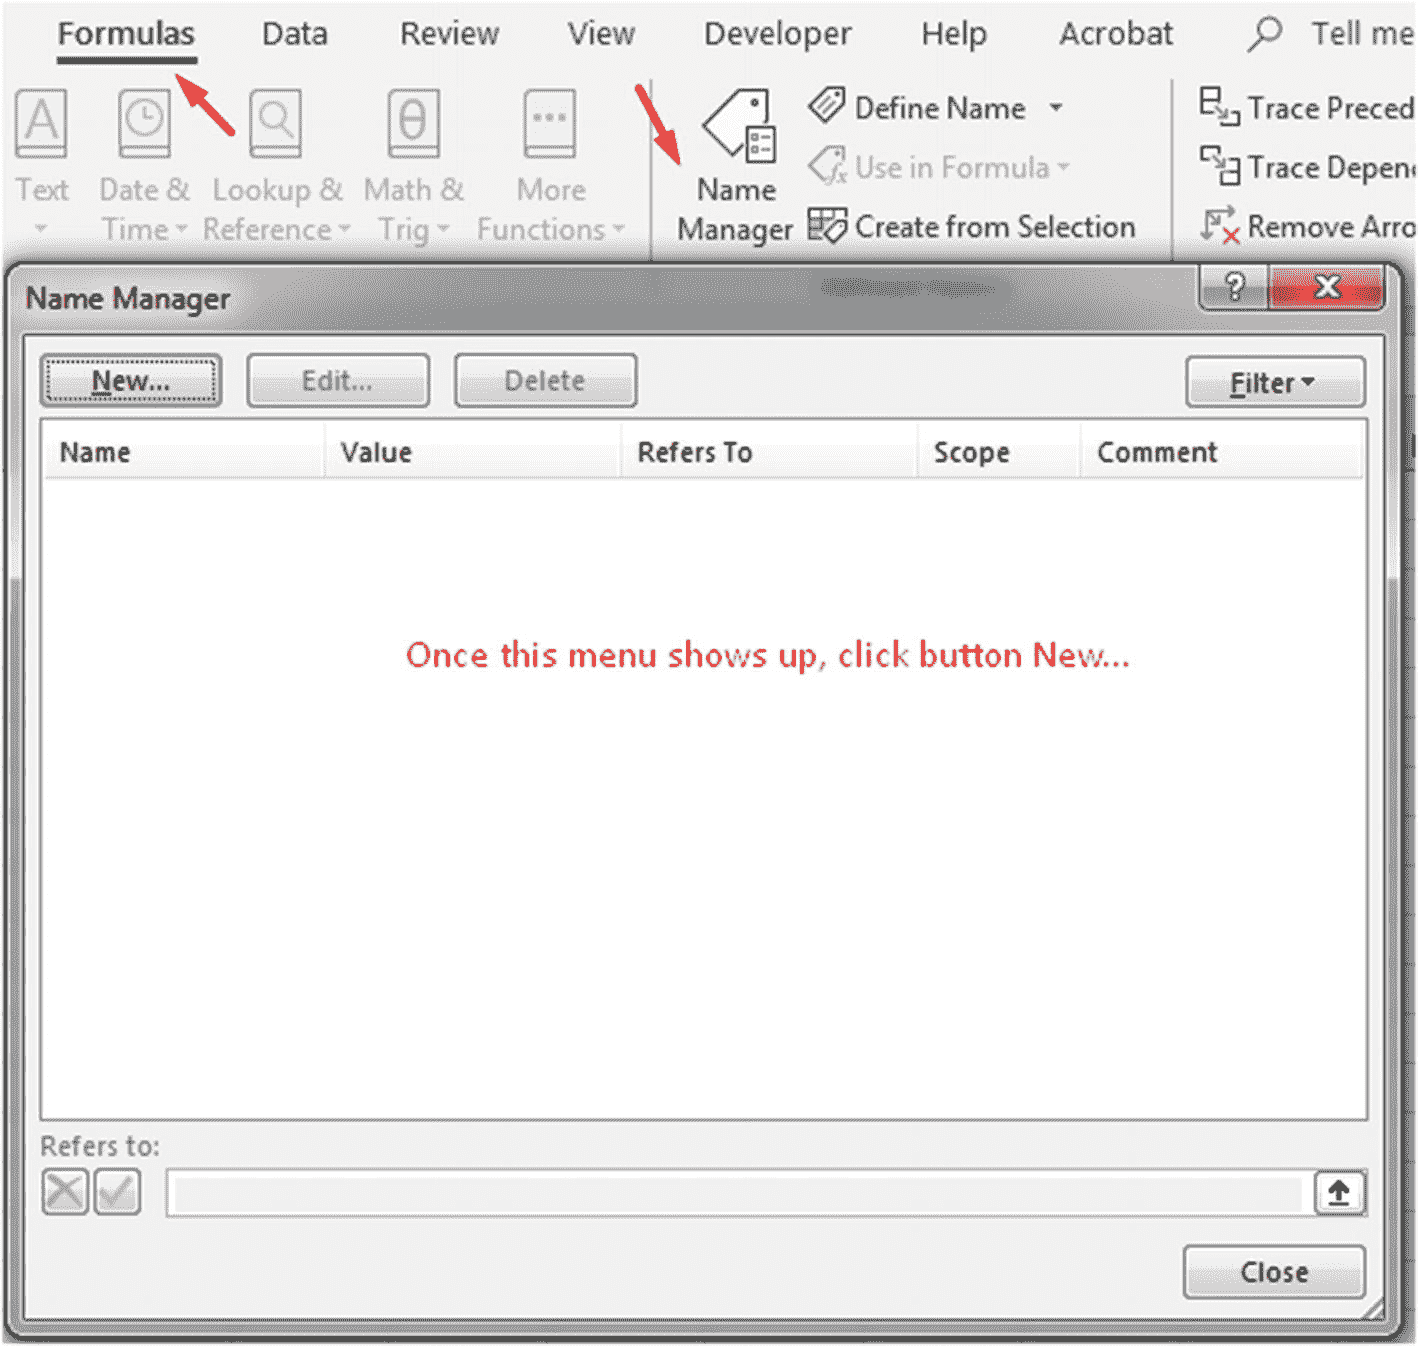 Formulas Data Review View Developer Help Acrobat Tell me
Text
Date &
Time
Lookup &
Reference
Math &
Trig
More
Functions
Name
Manager
Define Name
Use in Formula
Create from Selection
Trace Preced
Trace Depen
Remove Arro
Name Manager
New... Edit... Delete Filter
Name Value Refers To Scope Comment
Once this menu shows up, click button New...
Refers to:
Close